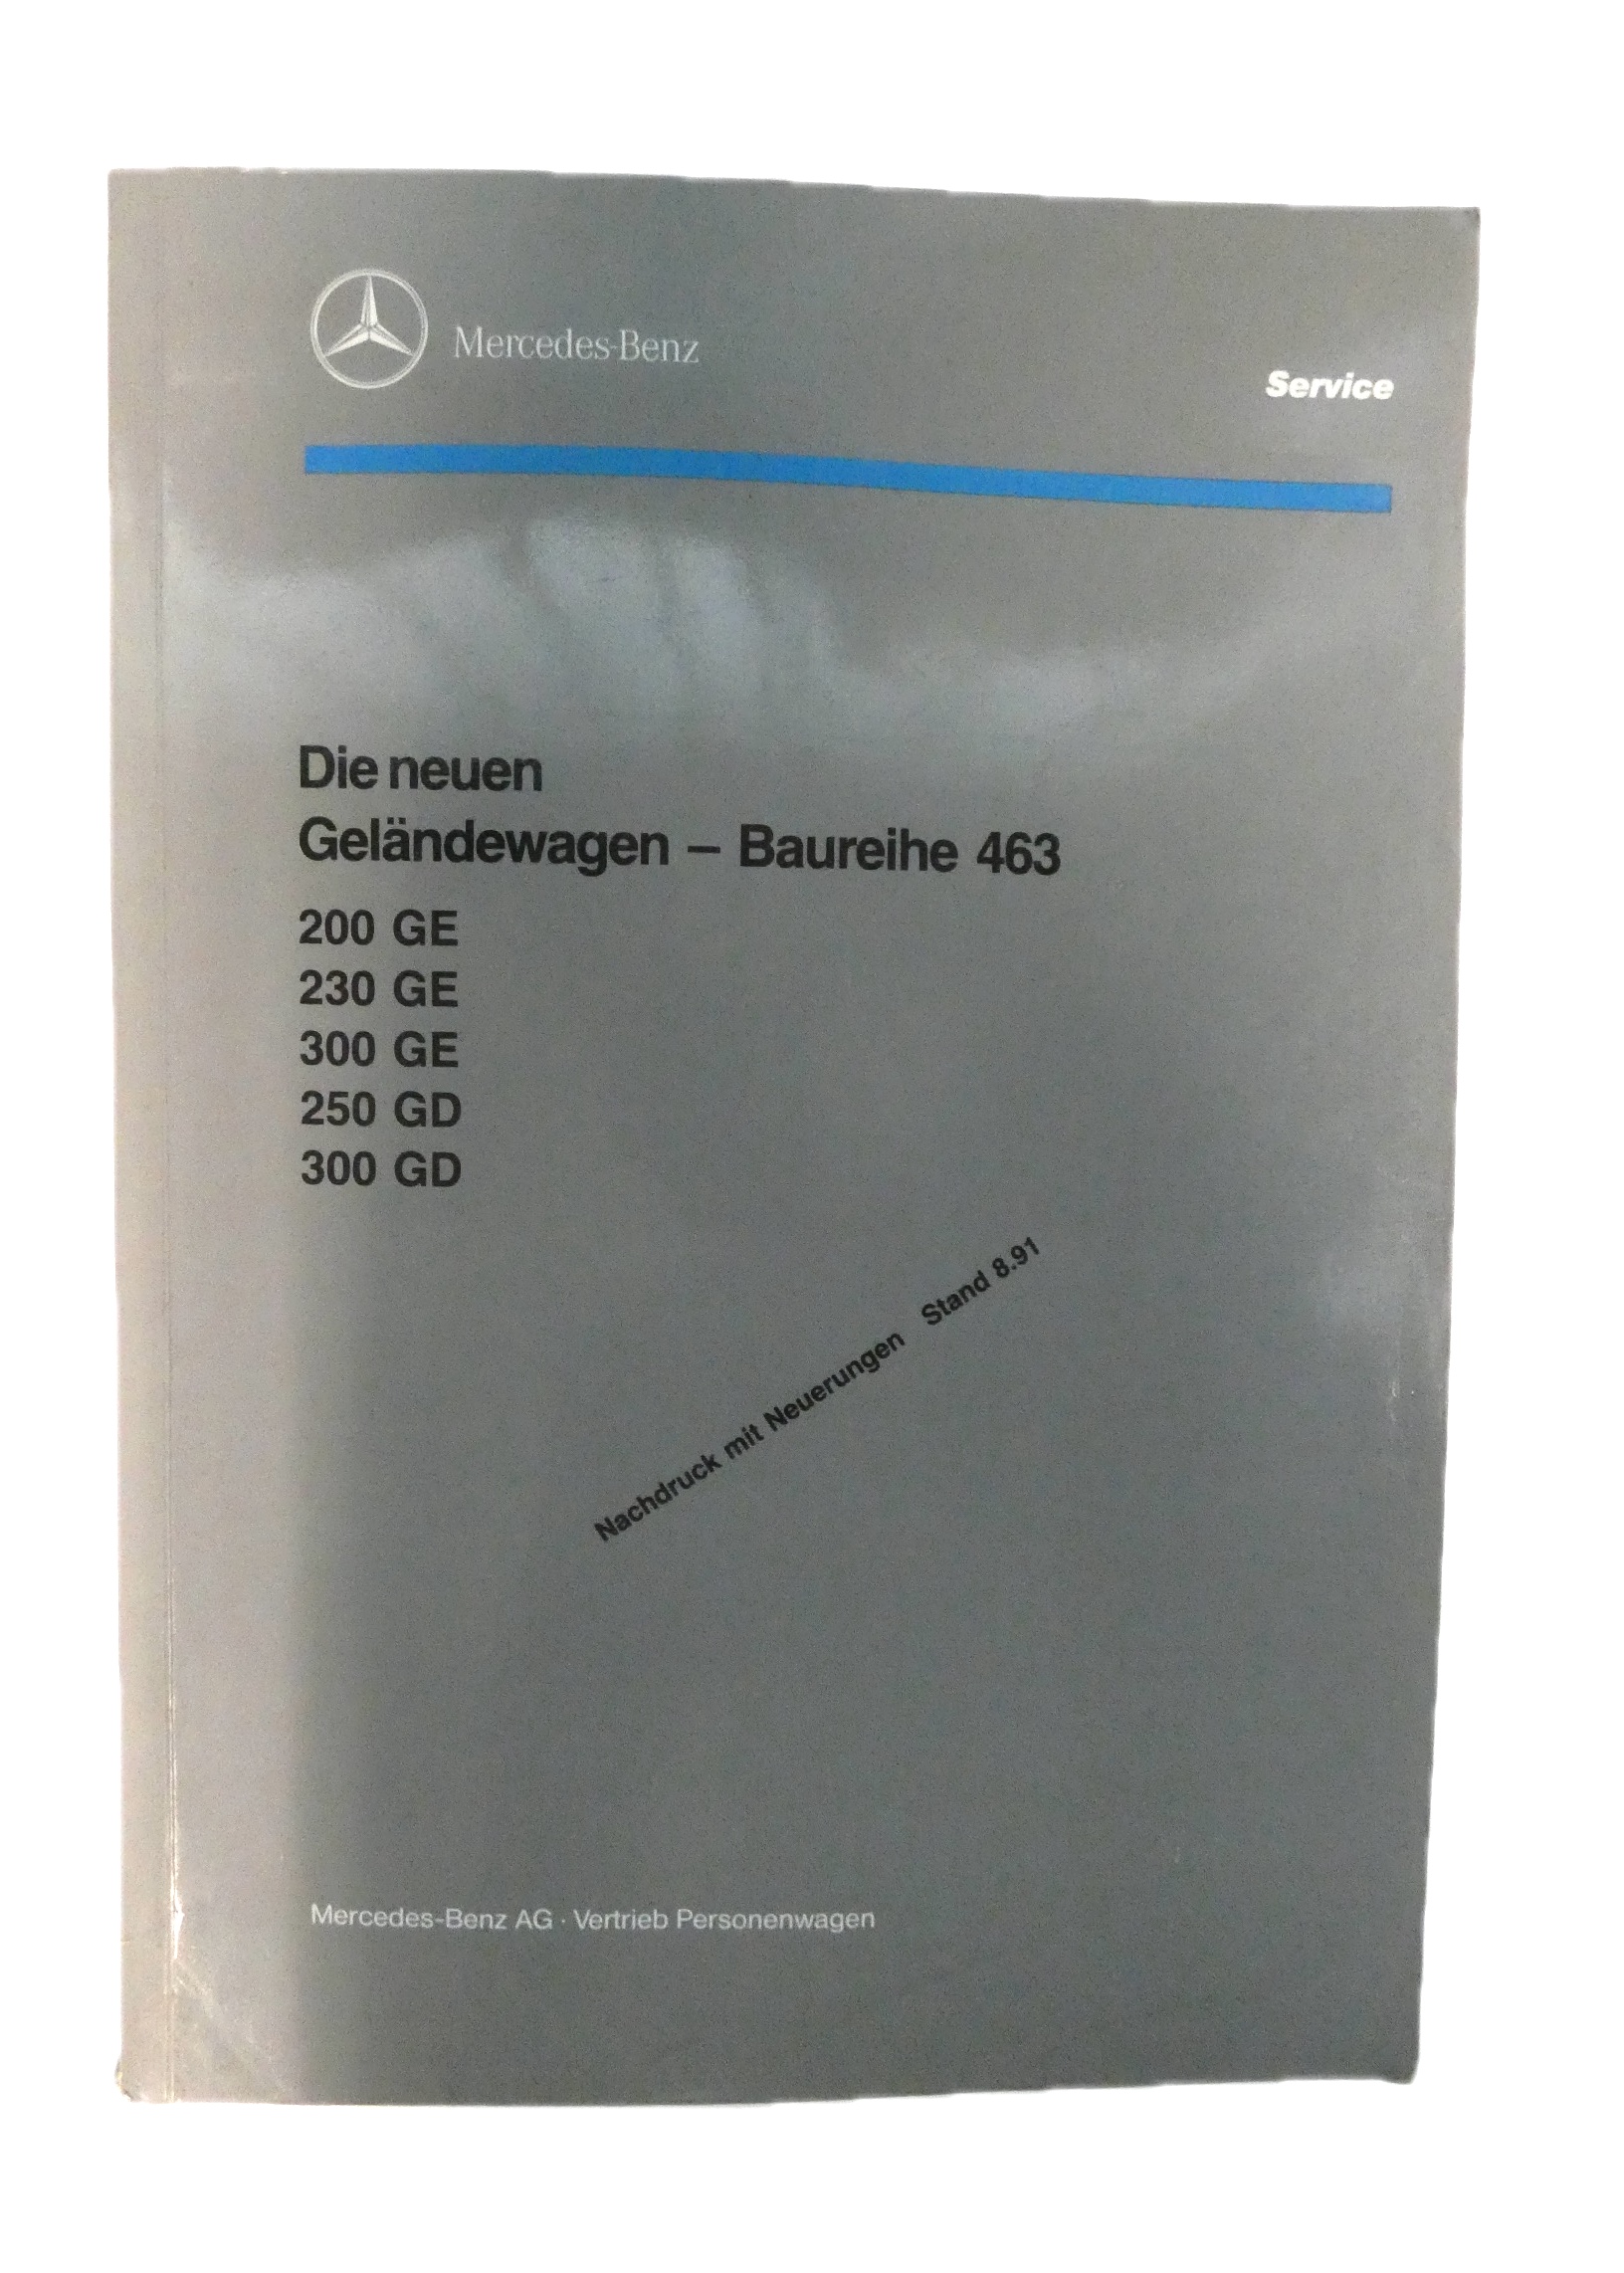 Mercedes-Benz
Service
Die neuen
Geländewagen – Baureihe 463
200 GE
230 GE
300 GE
250 GD
300 GD
Nachdruck mit Neuerungen Stand 8.91
Mercedes-Benz AG · Vertrieb Personenwagen